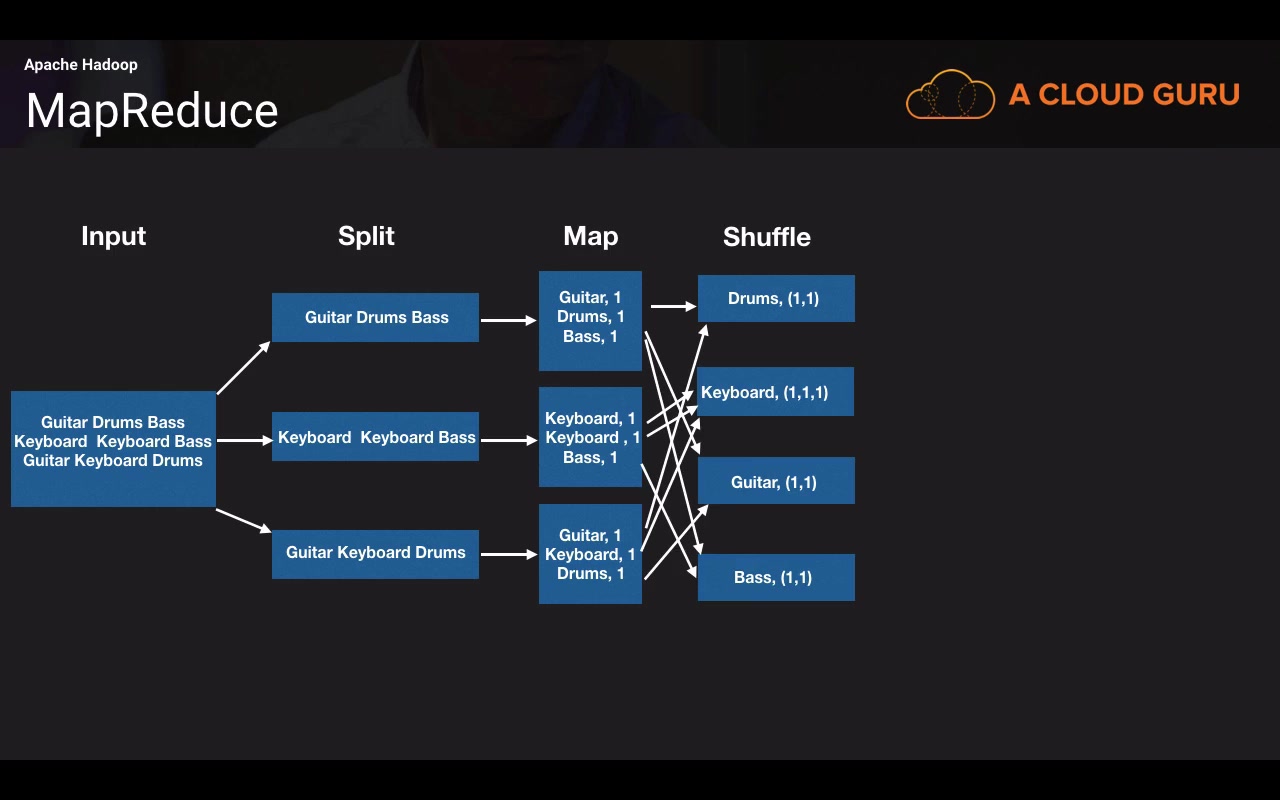 Apache Hadoop
MapReduce
A CLOUD GURU
Input
Split
Map
Shuffle
Guitar Drums Bass
Keyboard  Keyboard Bass
Guitar Keyboard Drums
Guitar Drums Bass
Keyboard  Keyboard Bass
Guitar Keyboard Drums
Guitar, 1
Drums, 1
Bass, 1
Keyboard, 1
Keyboard , 1
Bass, 1
Guitar, 1
Keyboard, 1
Drums, 1
Drums, (1,1)
Keyboard, (1,1,1)
Guitar, (1,1)
Bass, (1,1)